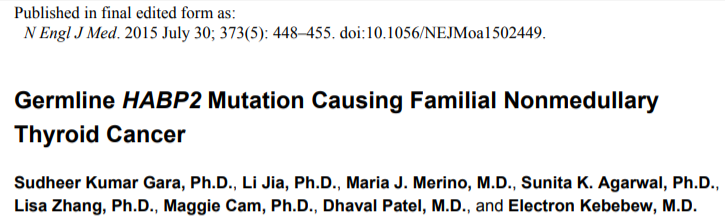 Published in final edited form as:
N Engl J Med. 2015 July 30; 373(5): 448–455. doi:10.1056/NEJMoa1502449.
Germline HABP2 Mutation Causing Familial Nonmedullary
Thyroid Cancer
Sudheer Kumar Gara, Ph.D., Li Jia, Ph.D., Maria J. Merino, M.D., Sunita K. Agarwal, Ph.D.,
Lisa Zhang, Ph.D., Maggie Cam, Ph.D., Dhaval Patel, M.D., and Electron Kebebew, M.D.